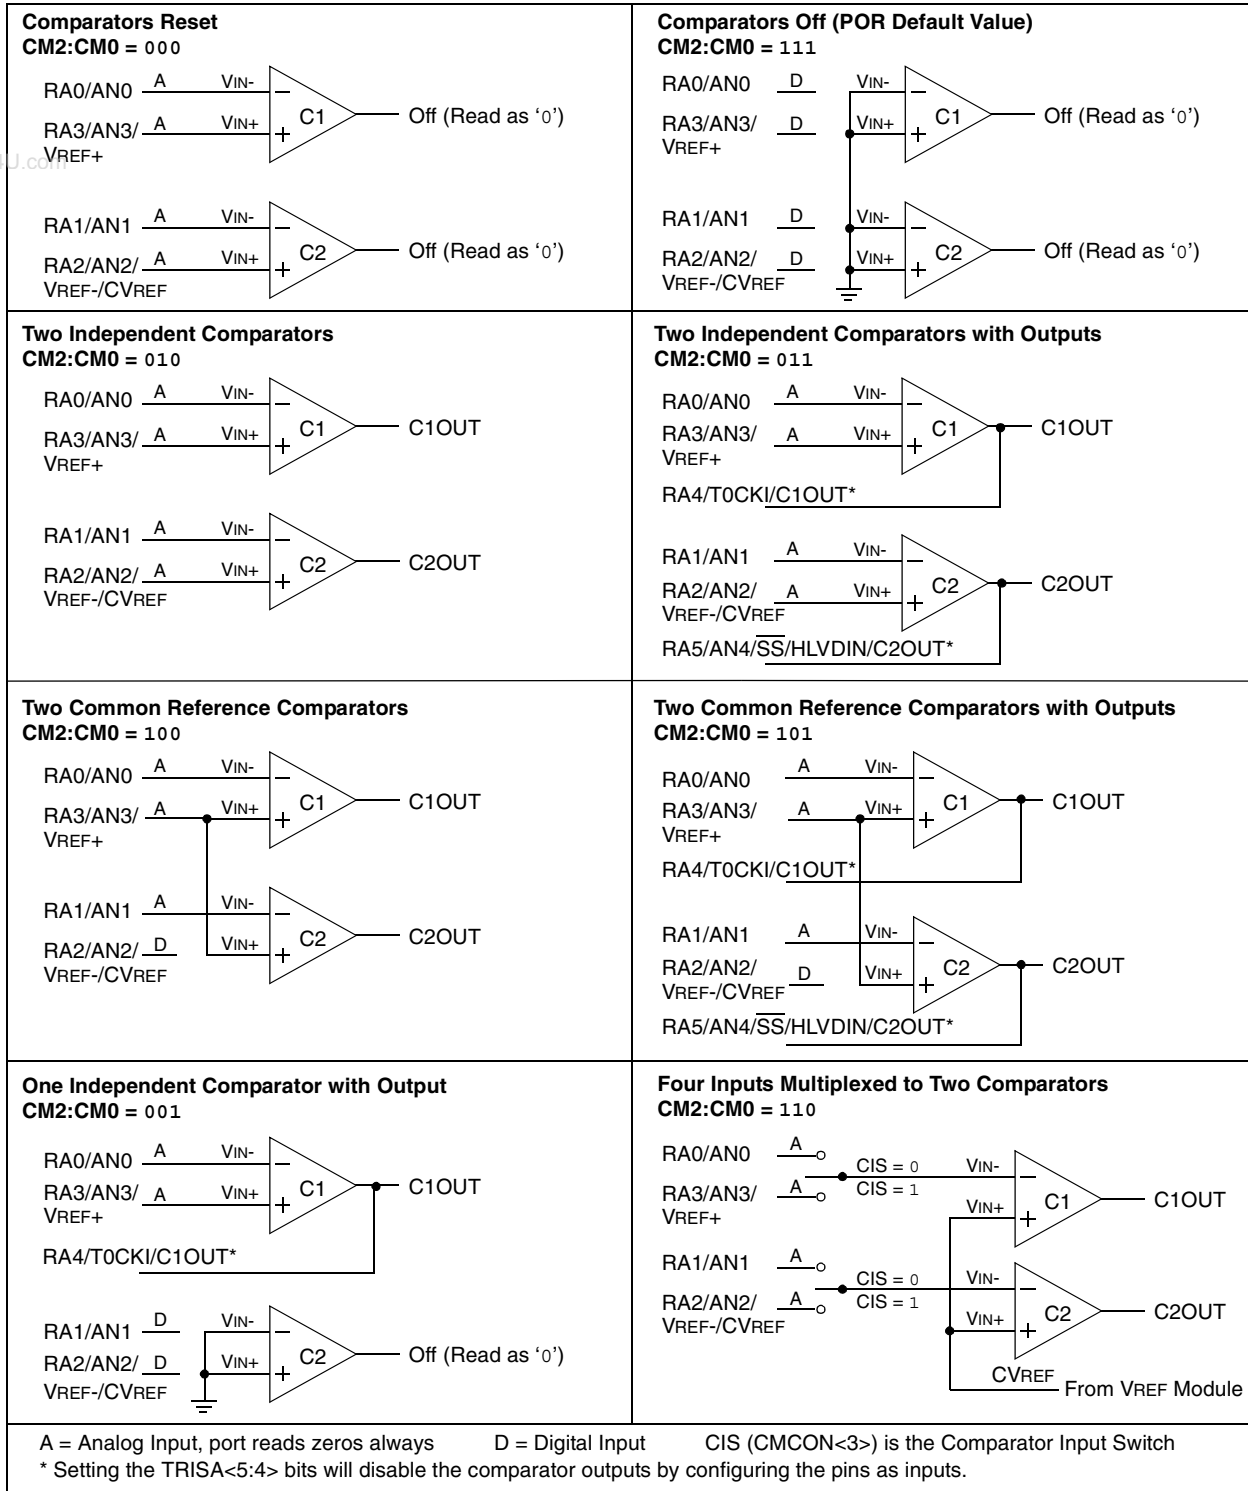 Comparators Reset
CM2:CM0 = 000
RA0/AN0 A VIN-
C1 Off (Read as ‘0’)
RA3/AN3/ A VIN+
VREF+
RA1/AN1 A VIN-
C2 Off (Read as ‘0’)
RA2/AN2/ A VIN+
VREF-/CVREF
Comparators Off (POR Default Value)
CM2:CM0 = 111
RA0/AN0 D VIN-
C1 Off (Read as ‘0’)
RA3/AN3/ D VIN+
VREF+
RA1/AN1 D VIN-
C2 Off (Read as ‘0’)
RA2/AN2/ D VIN+
VREF-/CVREF
U.com
Two Independent Comparators
CM2:CM0 = 010
RA0/AN0 A VIN-
C1 C1OUT
RA3/AN3/ A VIN+
VREF+
RA1/AN1 A VIN-
C2 C2OUT
RA2/AN2/ A VIN+
VREF-/CVREF
Two Independent Comparators with Outputs
CM2:CM0 = 011
RA0/AN0 A VIN-
C1 C1OUT
RA3/AN3/ A VIN+
VREF+
RA4/T0CKI/C1OUT*
RA1/AN1 A VIN-
C2 C2OUT
RA2/AN2/ A VIN+
VREF-/CVREF
RA5/AN4/SS/HLVDIN/C2OUT*
Two Common Reference Comparators
CM2:CM0 = 100
RA0/AN0 A VIN-
C1 C1OUT
RA3/AN3/ A VIN+
VREF+
RA1/AN1 A VIN-
C2 C2OUT
RA2/AN2/ D VIN+
VREF-/CVREF
Two Common Reference Comparators with Outputs
CM2:CM0 = 101
RA0/AN0 A VIN-
C1 C1OUT
RA3/AN3/ A VIN+
VREF+
RA4/T0CKI/C1OUT*
RA1/AN1 A VIN-
C2 C2OUT
RA2/AN2/ D VIN+
VREF-/CVREF
RA5/AN4/SS/HLVDIN/C2OUT*
One Independent Comparator with Output
CM2:CM0 = 001
RA0/AN0 A VIN-
C1 C1OUT
RA3/AN3/ A VIN+
VREF+
RA4/T0CKI/C1OUT*
RA1/AN1 D VIN-
C2 Off (Read as ‘0’)
RA2/AN2/ D VIN+
VREF-/CVREF
Four Inputs Multiplexed to Two Comparators
CM2:CM0 = 110
RA0/AN0 A
CIS = 0 VIN-
RA3/AN3/ A CIS = 1
VREF+ VIN+ C1 C1OUT
RA1/AN1 A
CIS = 0 VIN-
RA2/AN2/ A CIS = 1
VREF-/CVREF VIN+ C2 C2OUT
CVREF
From VREF Module
A = Analog Input, port reads zeros always D = Digital Input CIS (CMCON<3>) is the Comparator Input Switch
* Setting the TRISA<5:4> bits will disable the comparator outputs by configuring the pins as inputs.